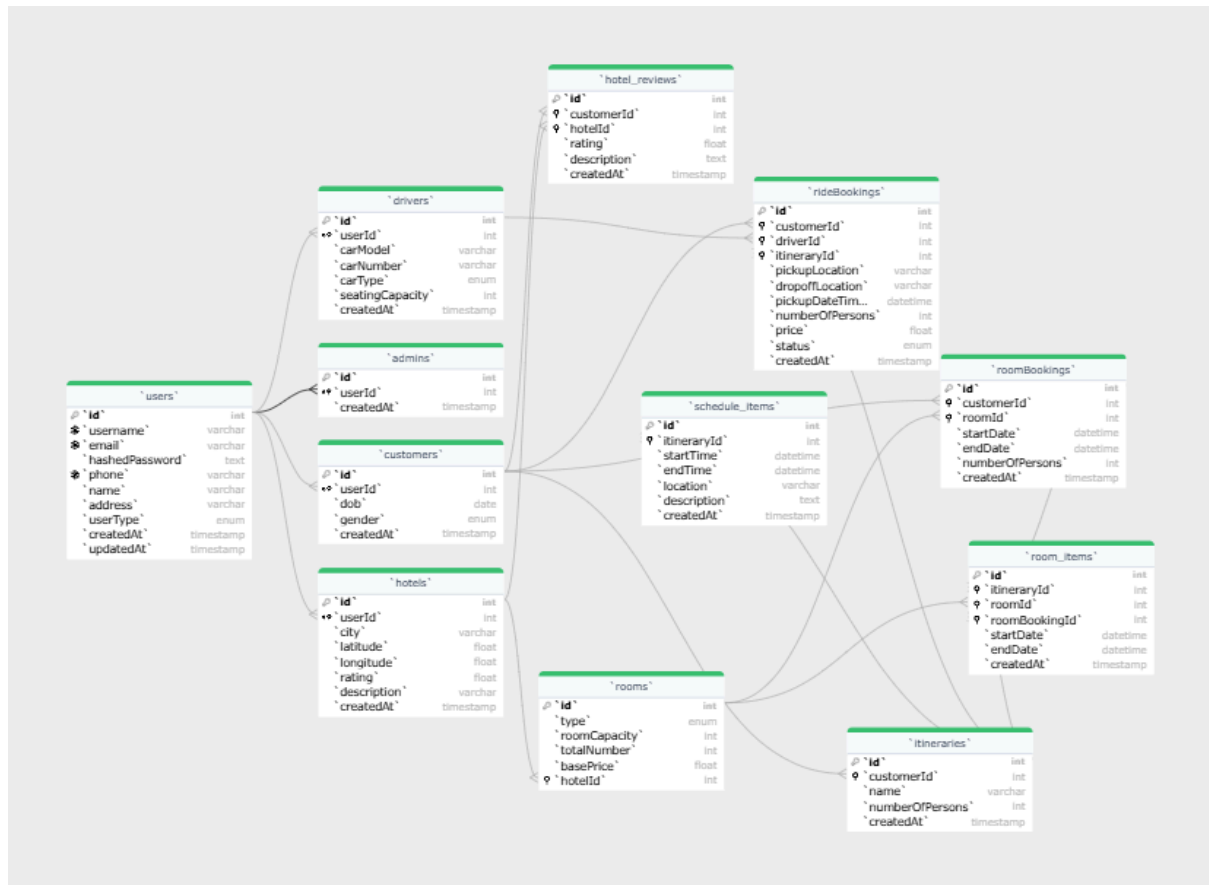 `hotel_reviews`
`id` int
`customerId` int
`hotelId` int
`rating` float
`description` text
`createdAt` timestamp
`drivers`
`id` int
`userId` int
`carModel` varchar
`carNumber` varchar
`carType` enum
`seatingCapacity` int
`createdAt` timestamp
`rideBookings`
`id` int
`customerId` int
`driverId` int
`itineraryId` int
`pickupLocation` varchar
`dropoffLocation` varchar
`pickupDateTim... datetime
`numberOfPersons` int
`price` float
`status` enum
`createdAt` timestamp
`admins`
`id` int
`userId` int
`createdAt` timestamp
`users`
`id` int
`username` varchar
`email` varchar
`hashedPassword` text
`phone` varchar
`name` varchar
`address` varchar
`userType` enum
`createdAt` timestamp
`updatedAt` timestamp
`customers`
`id` int
`userId` int
`dob` date
`gender` enum
`createdAt` timestamp
`schedule_items`
`id` int
`itineraryId` int
`startTime` datetime
`endTime` datetime
`location` varchar
`description` text
`createdAt` timestamp
`roomBookings`
`id` int
`customerId` int
`roomId` int
`startDate` datetime
`endDate` datetime
`numberOfPersons` int
`createdAt` timestamp
`hotels`
`id` int
`userId` int
`city` varchar
`latitude` float
`longitude` float
`rating` float
`description` varchar
`createdAt` timestamp
`room_items`
`id` int
`itineraryId` int
`roomId` int
`roomBookingId` int
`startDate` datetime
`endDate` datetime
`createdAt` timestamp
`rooms`
`id` int
`type` enum
`roomCapacity` int
`totalNumber` int
`basePrice` float
`hotelId` int
`itineraries`
`id` int
`customerId` int
`name` varchar
`numberOfPersons` int
`createdAt` timestamp